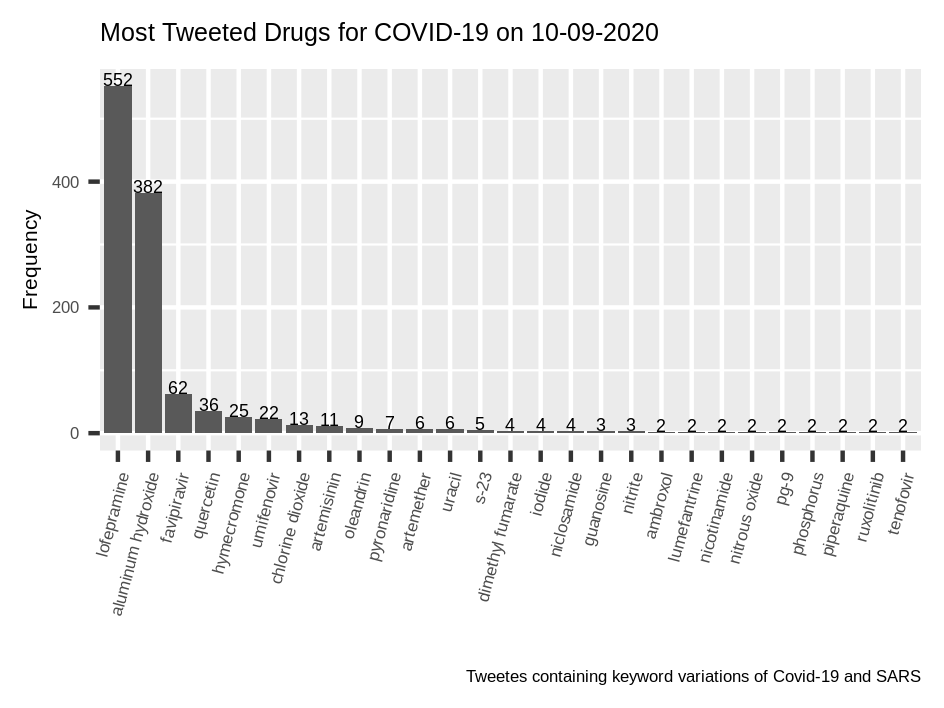 Most Tweeted Drugs for COVID-19 on 10-09-2020
Frequency
400
200
0
552
382
62
36
25
22
13
11
9
7
6
6
5
4
4
4
3
3
2
2
2
2
2
2
2
2
2
lofepramine
aluminum hydroxide
favipiravir
quercetin
hymecromone
umifenovir
chlorine dioxide
artemisinin
oleandrin
pyronaridine
artemether
uracil
s-23
dimethyl fumarate
iodide
niclosamide
guanosine
nitrite
ambroxol
lumefantrine
nicotinamide
nitrous oxide
pg-9
phosphorus
piperaquine
ruxolitinib
tenofovir
Tweetes containing keyword variations of Covid-19 and SARS